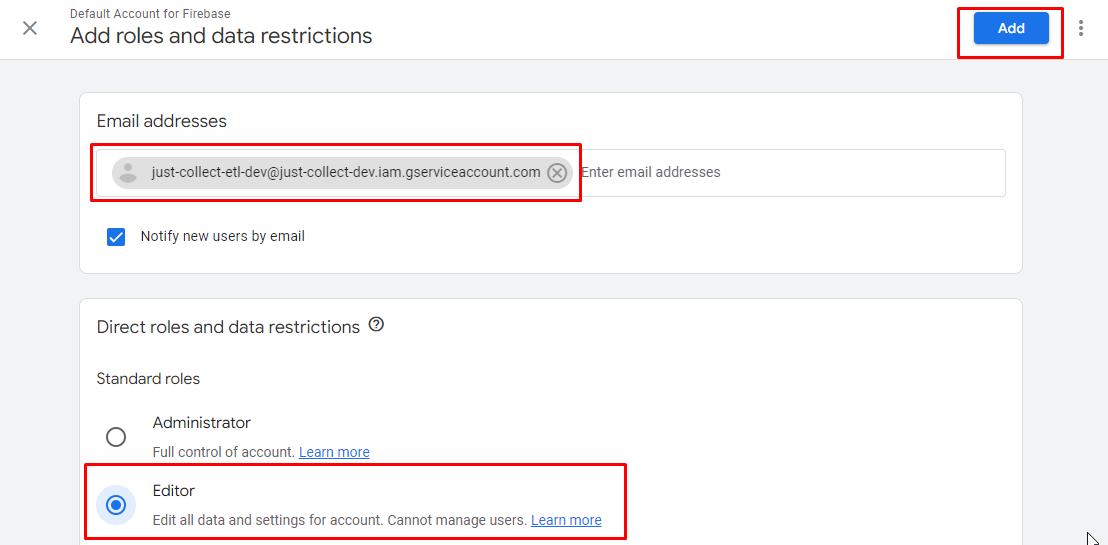 Default Account for Firebase
Add roles and data restrictions
Add
Email addresses
just-collect-etl-dev@just-collect-dev.iam.gserviceaccount.com
Enter email addresses
Notify new users by email
Direct roles and data restrictions
Standard roles
Administrator
Full control of account. Learn more
Editor
Edit all data and settings for account. Cannot manage users. Learn more